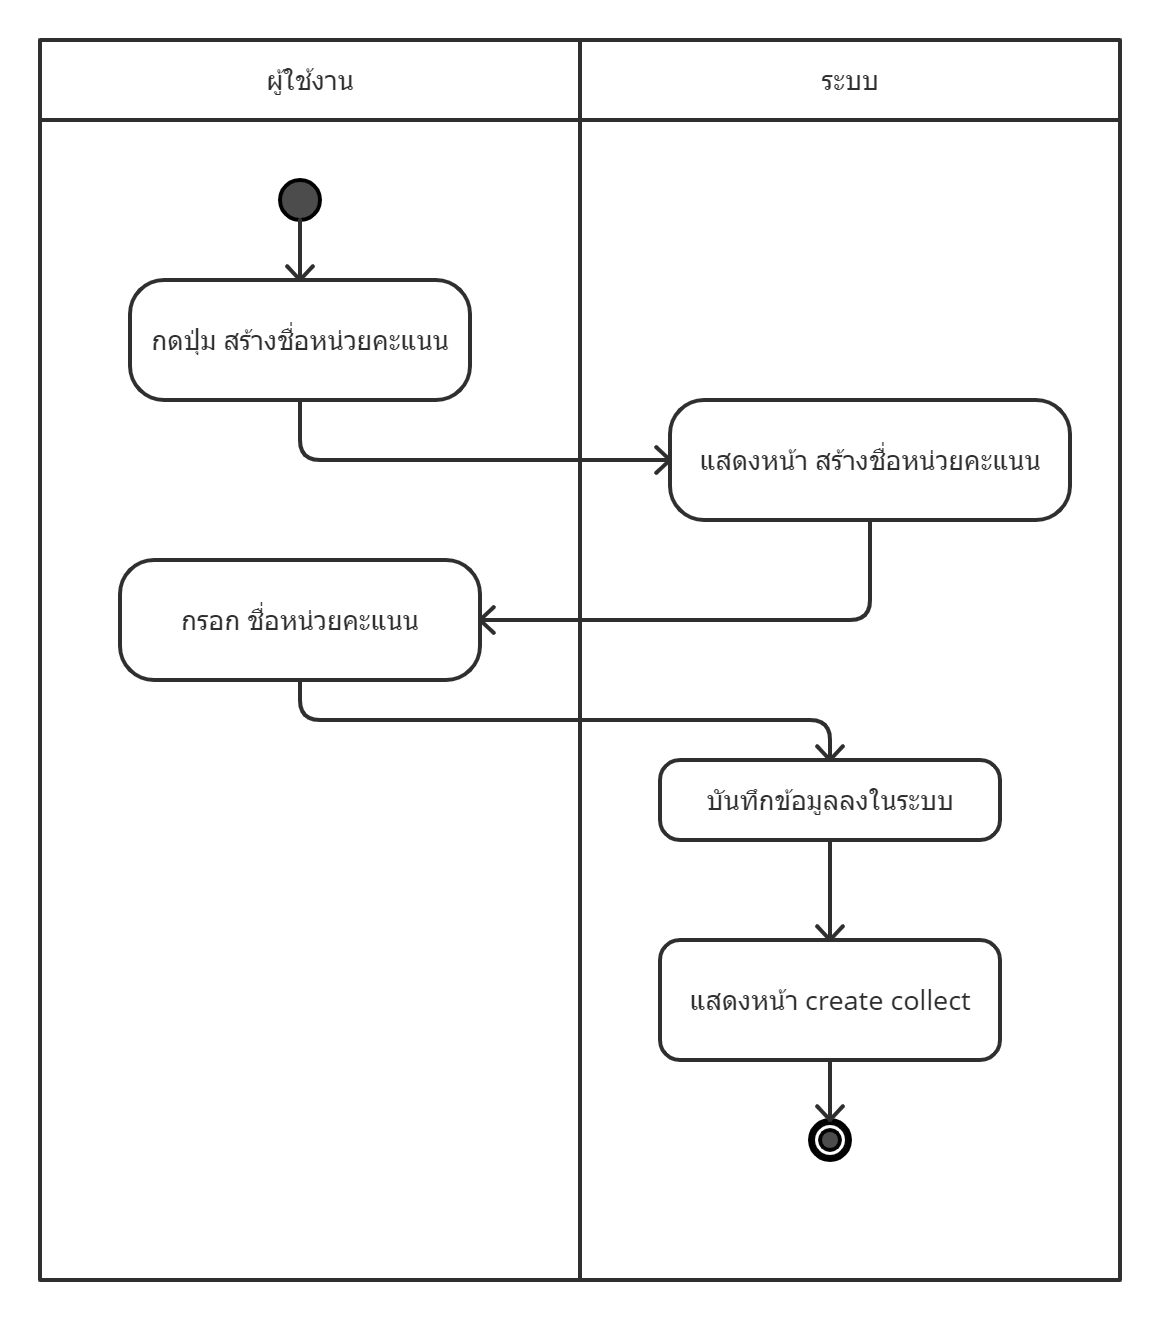 ผู้ใช้งาน
ระบบ
กดปุ่ม สร้างชื่อหน่วยคะแนน
แสดงหน้า สร้างชื่อหน่วยคะแนน
กรอก ชื่อหน่วยคะแนน
บันทึกข้อมูลลงในระบบ
แสดงหน้า create collect